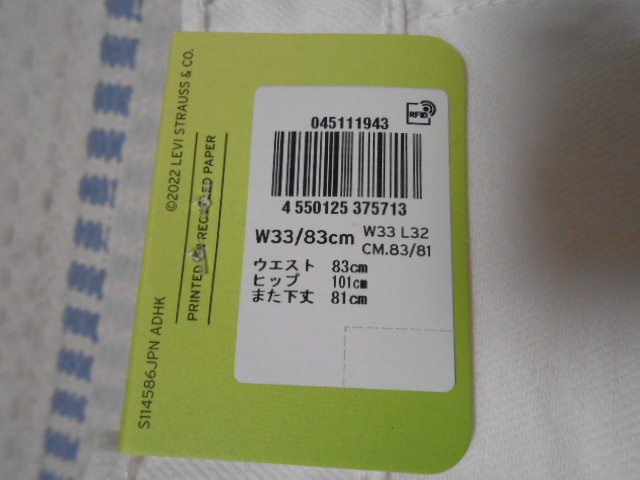 045111943
RFID
4 550125 375713
W33/83cm
W33 L32
CM.83/81
ウエスト 83cm
ヒップ 101cm
また下丈 81cm
©2022 LEVI STRAUSS & CO.
PRINTED ON RECYCLED PAPER
S114586JPN ADHK